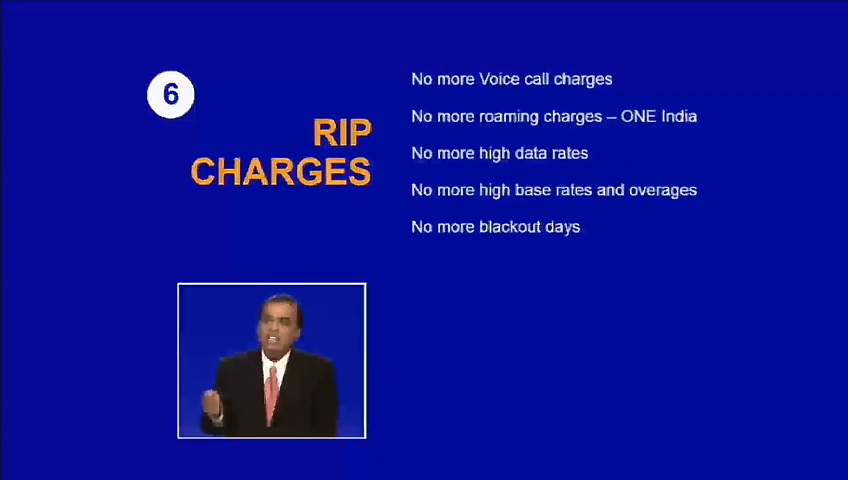 6
RIP
CHARGES
No more Voice call charges
No more roaming charges – ONE India
No more high data rates
No more high base rates and overages
No more blackout days